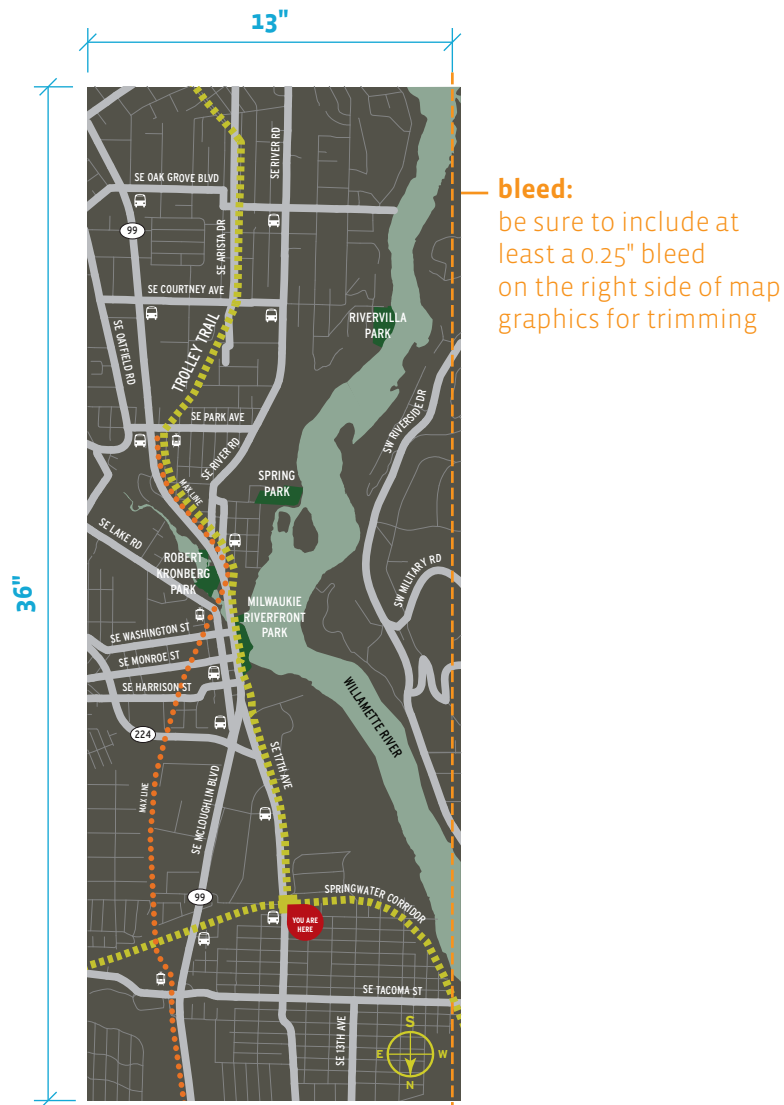 13"
36"
bleed:
be sure to include at
least a 0.25" bleed
on the right side of map
graphics for trimming
SE RIVER RD
SE OAK GROVE BLVD
99
SE ARISTA DR
SE COURTNEY AVE
SE OATFIELD RD
TROLLEY TRAIL
RIVERVILLA
PARK
SW RIVERSIDE DR
SE PARK AVE
SE RIVER RD
MAX LINE
SPRING
PARK
SE LAKE RD
ROBERT
KRONBERG
PARK
SW MILITARY RD
MILWAUKIE
RIVERFRONT
PARK
SE WASHINGTON ST
SE MONROE ST
SE HARRISON ST
WILLAMETTE RIVER
224
SE 17TH AVE
MAX LINE
SE MCLOUGHLIN BLVD
99
SPRINGWATER CORRIDOR
YOU ARE
HERE
SE TACOMA ST
SE 13TH AVE
S
E
W
N